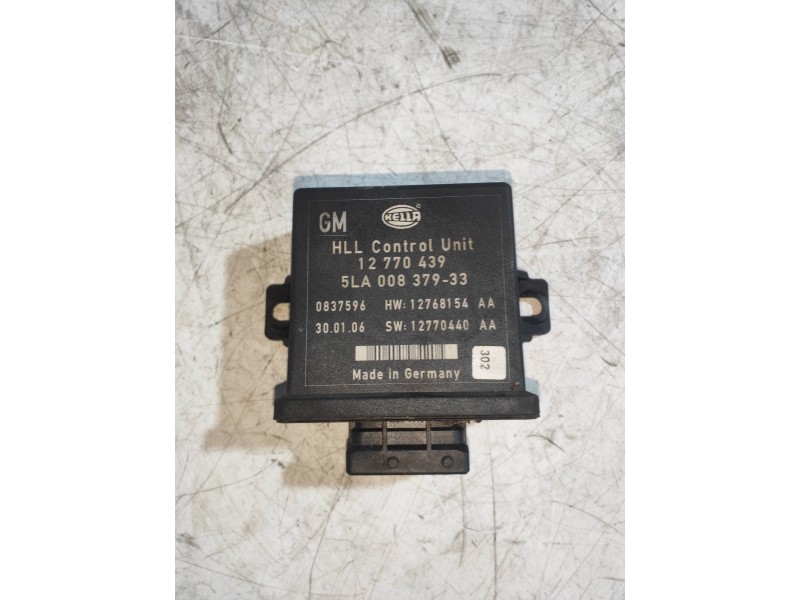 GM HELLA
HLL Control Unit
12 770 439
5LA 008 379-33
0837596 HW: 12768154 AA
30.01.06 SW: 12770440 AA
302
Made in Germany